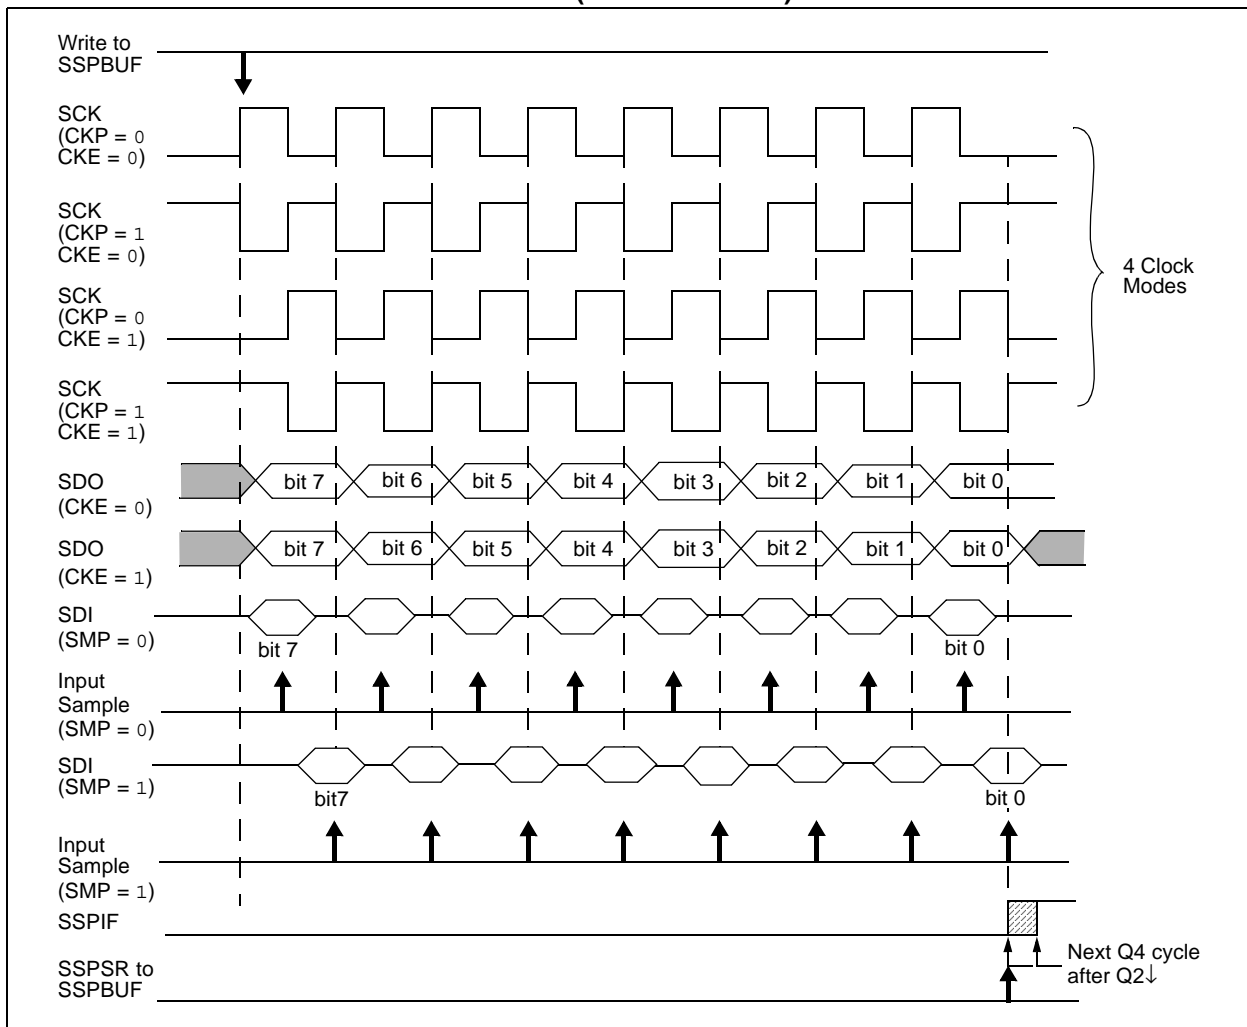 Write to
SSPBUF
SCK
(CKP = 0
CKE = 0)
SCK
(CKP = 1
CKE = 0)
SCK
(CKP = 0
CKE = 1)
SCK
(CKP = 1
CKE = 1)
4 Clock
Modes
SDO
(CKE = 0)
bit 7 bit 6 bit 5 bit 4 bit 3 bit 2 bit 1 bit 0
SDO
(CKE = 1)
bit 7 bit 6 bit 5 bit 4 bit 3 bit 2 bit 1 bit 0
SDI
(SMP = 0)
bit 7 bit 0
Input
Sample
(SMP = 0)
SDI
(SMP = 1)
bit7 bit 0
Input
Sample
(SMP = 1)
SSPIF
SSPSR to
SSPBUF
Next Q4 cycle
after Q2↓